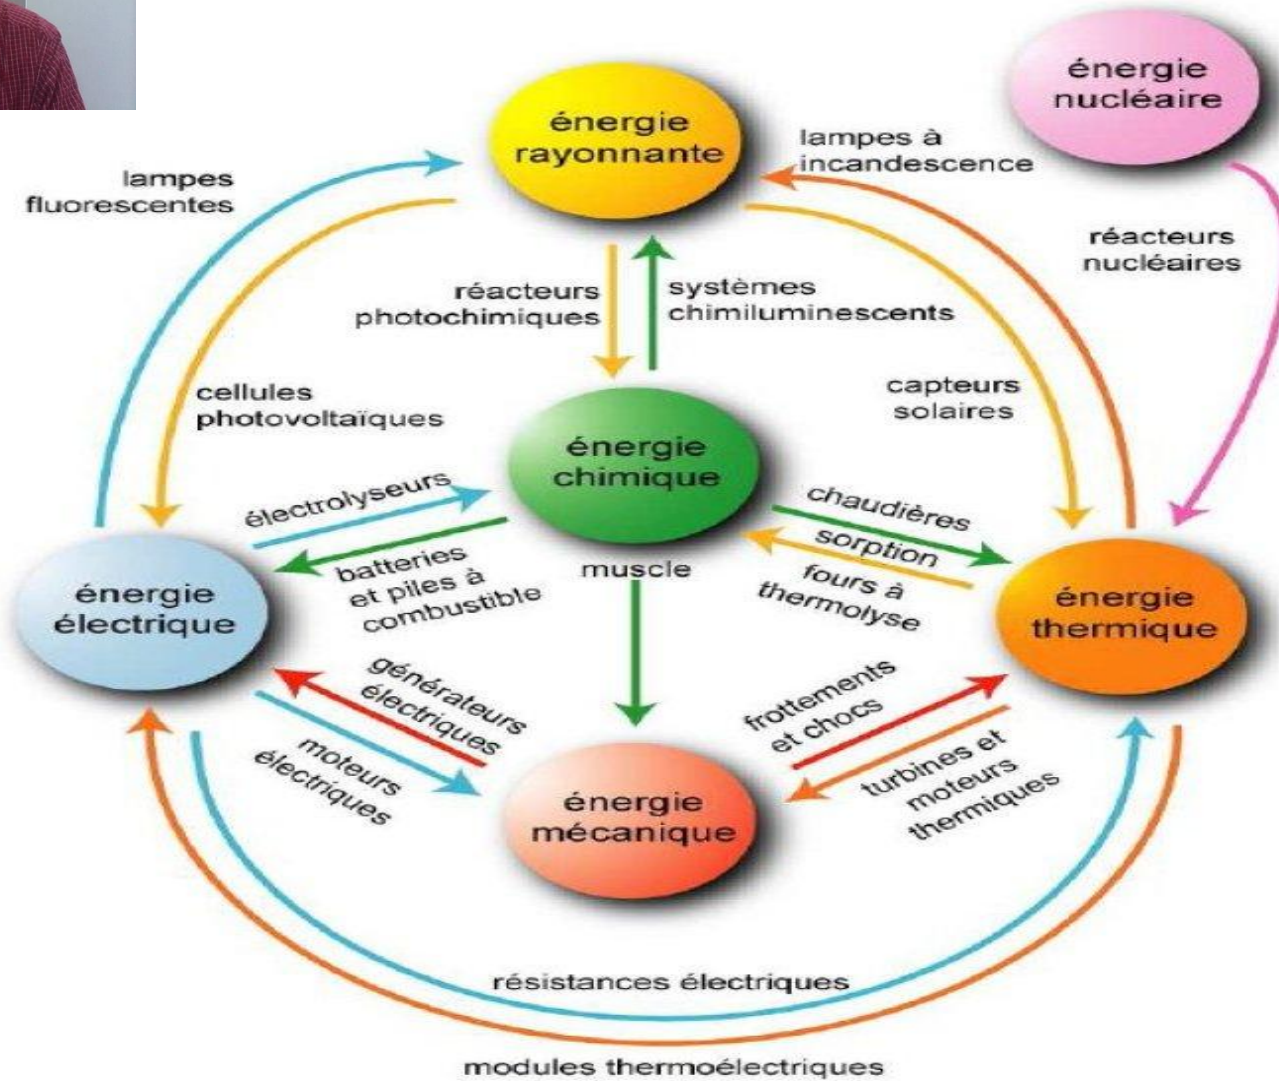 énergie
nucléaire
énergie
rayonnante
lampes à
incandescence
lampes
fluorescentes
réacteurs
nucléaires
réacteurs
photochimiques
systèmes
chimiluminescents
cellules
photovoltaïques
capteurs
solaires
énergie
chimique
électrolyseurs
batteries
et piles à
combustible
muscle
chaudières
sorption
fours à
thermolyse
énergie
électrique
énergie
thermique
générateurs
électriques
moteurs
électriques
frottements
et chocs
turbines et
moteurs
thermiques
énergie
mécanique
résistances électriques
modules thermoélectriques